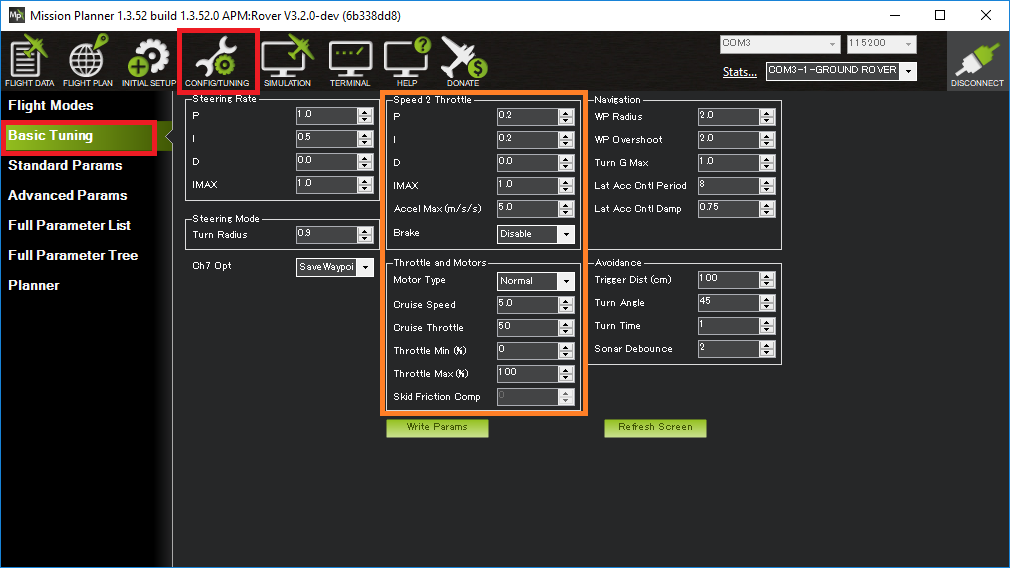 Mission Planner 1.3.52 build 1.3.52.0 APM:Rover V3.2.0-dev (6b338dd8)
FLIGHT DATA FLIGHT PLAN INITIAL SETUP CONFIG/TUNING SIMULATION TERMINAL HELP DONATE
COM3 115200
Stats... COM3-1-GROUND ROVER
DISCONNECT
Flight Modes
Basic Tuning
Standard Params
Advanced Params
Full Parameter List
Full Parameter Tree
Planner
Steering Rate
P 1.0
I 0.5
D 0.0
IMAX 1.0
Steering Mode
Turn Radius 0.9
Ch7 Opt SaveWaypoi
Speed 2 Throttle
P 0.2
I 0.2
D 0.0
IMAX 1.0
Accel Max (m/s/s) 5.0
Brake Disable
Throttle and Motors
Motor Type Normal
Cruise Speed 5.0
Cruise Throttle 50
Throttle Min (%) 0
Throttle Max (%) 100
Skid Friction Comp 0
Write Params
Navigation
WP Radius 2.0
WP Overshoot 2.0
Turn G Max 1.0
Lat Acc Cntl Period 8
Lat Acc Cntl Damp 0.75
Avoidance
Trigger Dist (cm) 100
Turn Angle 45
Turn Time 1
Sonar Debounce 2
Refresh Screen